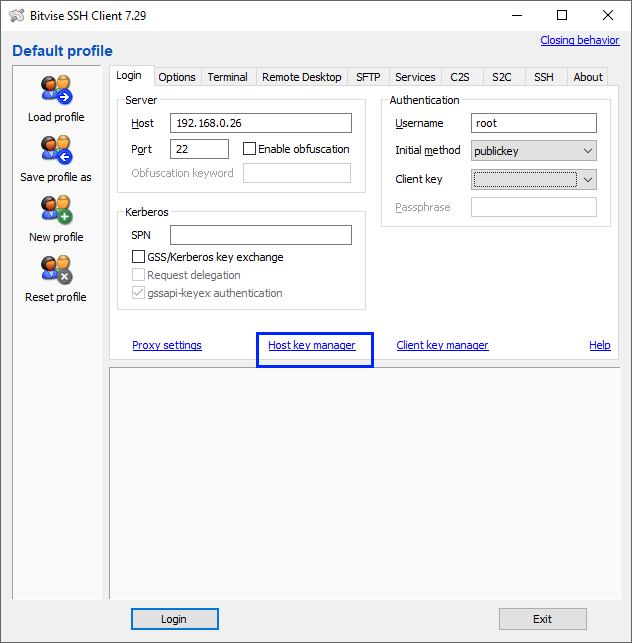 Bitvise SSH Client 7.29
Default profile
Closing behavior
Load profile
Save profile as
New profile
Reset profile
Login Options Terminal Remote Desktop SFTP Services C2S S2C SSH About
Server
Host 192.168.0.26
Port 22 Enable obfuscation
Obfuscation keyword
Kerberos
SPN
GSS/Kerberos key exchange
Request delegation
gssapi-keyex authentication
Authentication
Username root
Initial method publickey
Client key
Passphrase
Proxy settings Host key manager Client key manager Help
Login Exit